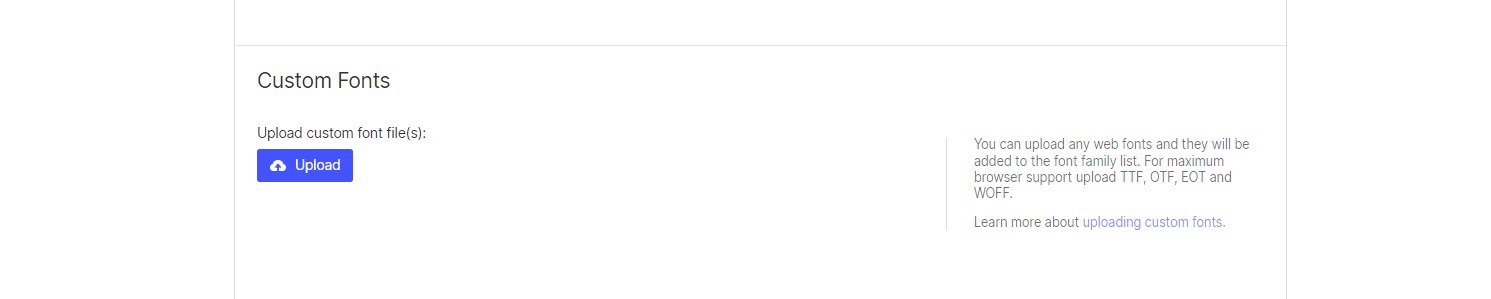 Custom Fonts
Upload custom font file(s):
Upload
You can upload any web fonts and they will be
added to the font family list. For maximum
browser support upload TTF, OTF, EOT and
WOFF.
Learn more about uploading custom fonts.